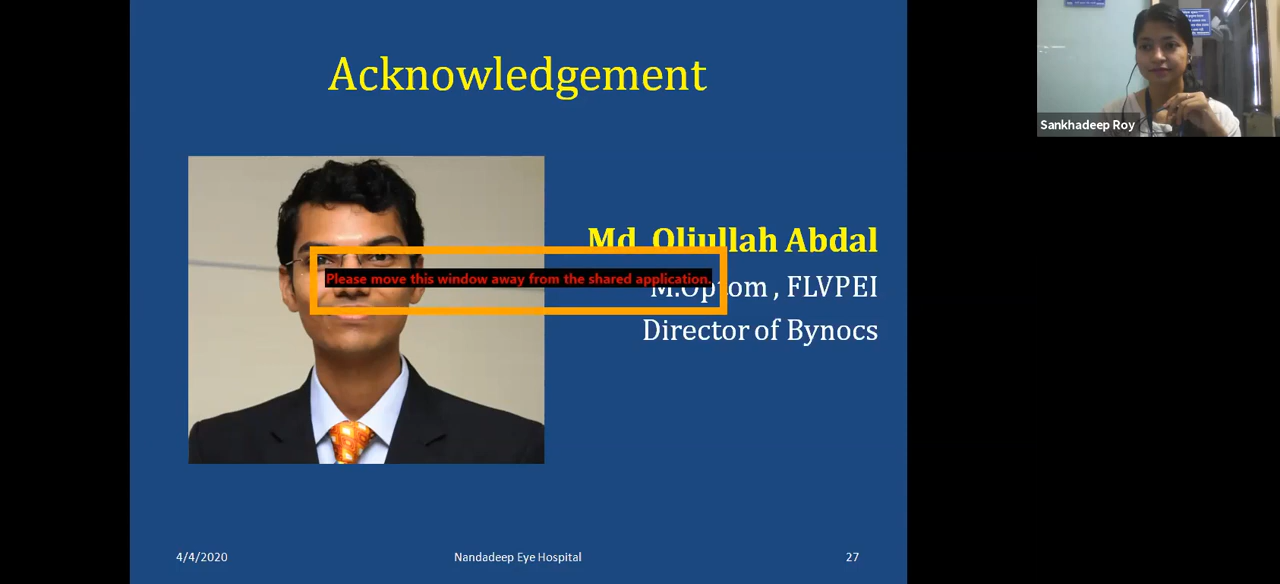 Acknowledgement
Sankhadeep Roy
Md Oliullah Abdal
Please move this window away from the shared application.
M.Optom , FLVPEI
Director of Bynocs
4/4/2020
Nandadeep Eye Hospital
27